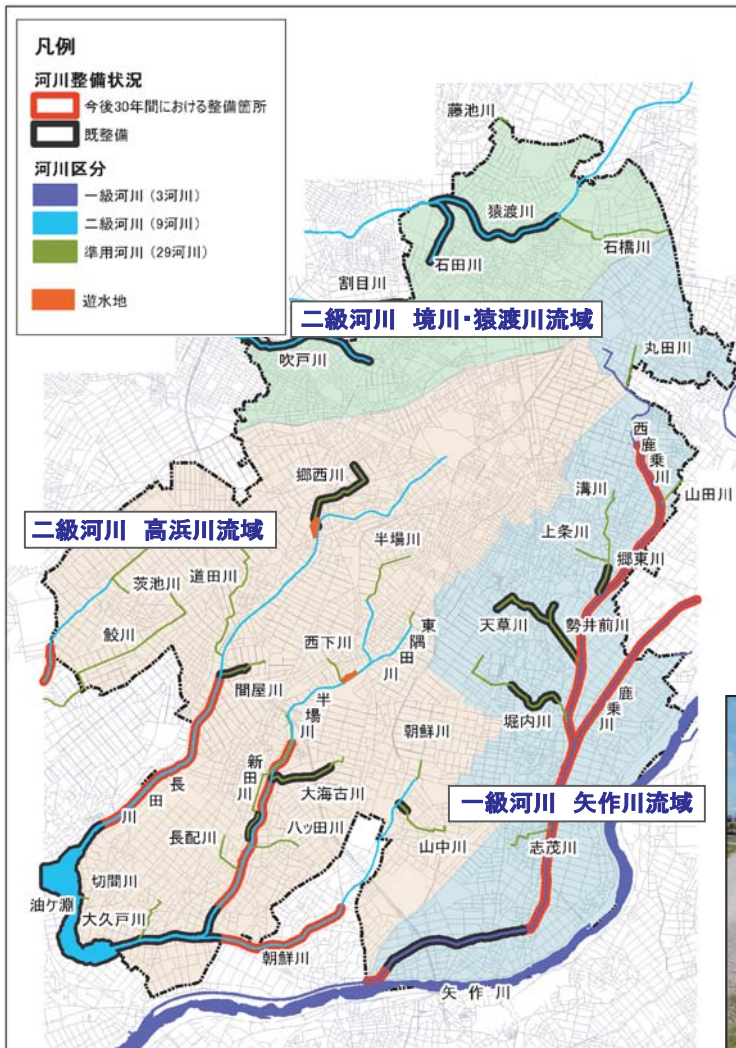 凡例
河川整備状況
今後30年間における整備箇所
既整備
河川区分
一級河川（3河川）
二級河川（9河川）
準用河川（29河川）
遊水地
藤池川
猿渡川
石橋川
石田川
割目川
二級河川 境川・猿渡川流域
丸田川
吹戸川
西鹿乗川
郷西川
溝川
山田川
二級河川 高浜川流域
半場川
上条川
郷東川
茨池川
道田川
鮫川
西下川
東隅田川
天草川
勢井前川
間屋川
半場川
朝鮮川
堀内川
鹿乗川
新田川
長田川
大海古川
一級河川 矢作川流域
長配川
八ッ田川
山中川
志茂川
切間川
油ケ淵
大久戸川
朝鮮川
矢作川